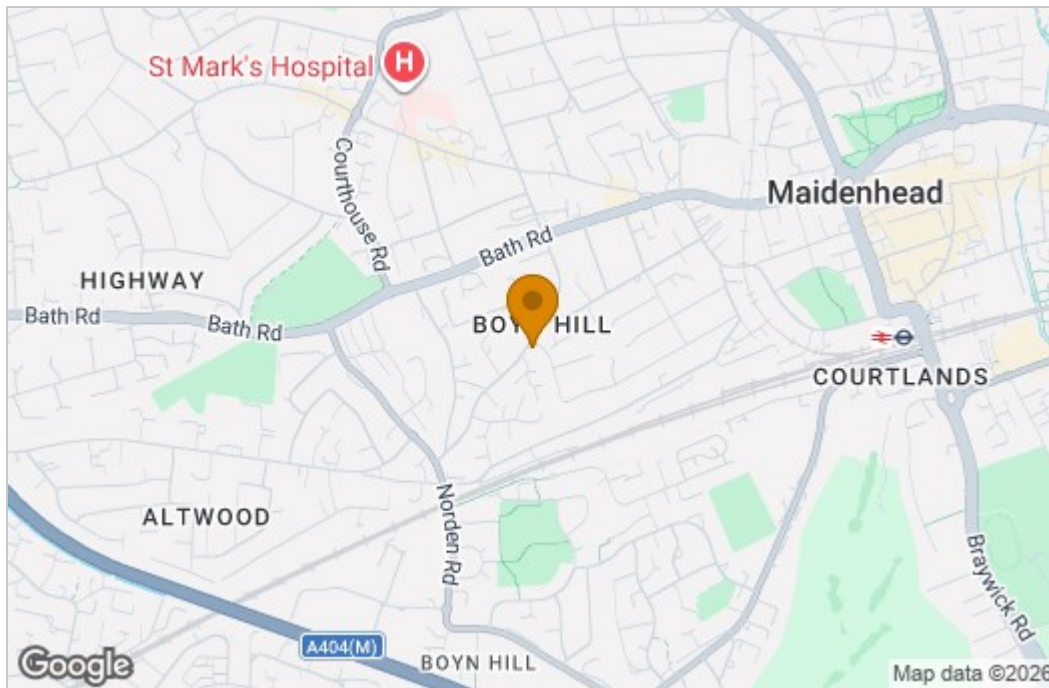 St Mark's Hospital
H
Courthouse Rd
Maidenhead
Bath Rd
HIGHWAY
Bath Rd
Bath Rd
BOYN HILL
COURTLANDS
ALTWOOD
Norden Rd
Braywick Rd
A404(M)
BOYN HILL
Google
Map data ©2026